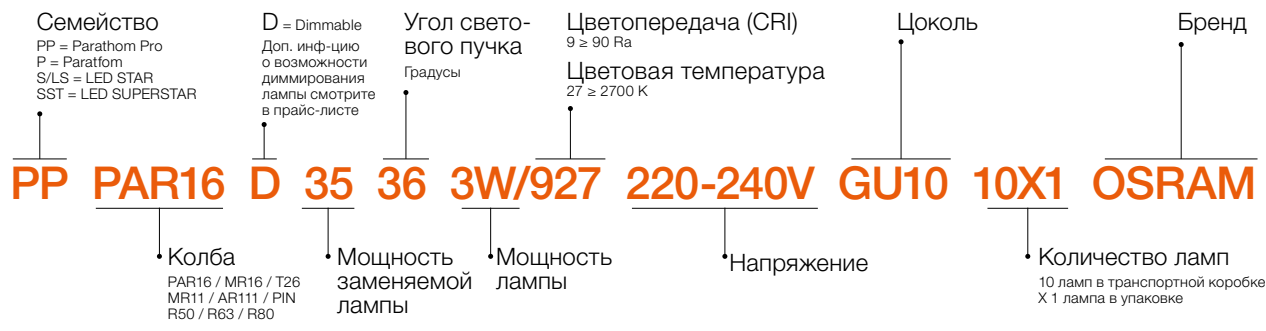 Семейство
PP = Parathom Pro
P = Paratfom
S/LS = LED STAR
SST = LED SUPERSTAR
D = Dimmable
Доп. инф-цию
о возможности
диммирования
лампы смотрите
в прайс-листе
Угол свето-
вого пучка
Градусы
Цветопередача (CRI)
9 ≥ 90 Ra
Цветовая температура
27 ≥ 2700 K
Цоколь
Бренд
PP PAR16 D 35 36 3W/927 220-240V GU10 10X1 OSRAM
Колба
PAR16 / MR16 / T26
MR11 / AR111 / PIN
R50 / R63 / R80
Мощность
заменяемой
лампы
Мощность
лампы
Напряжение
Количество ламп
10 ламп в транспортной коробке
X 1 лампа в упаковке